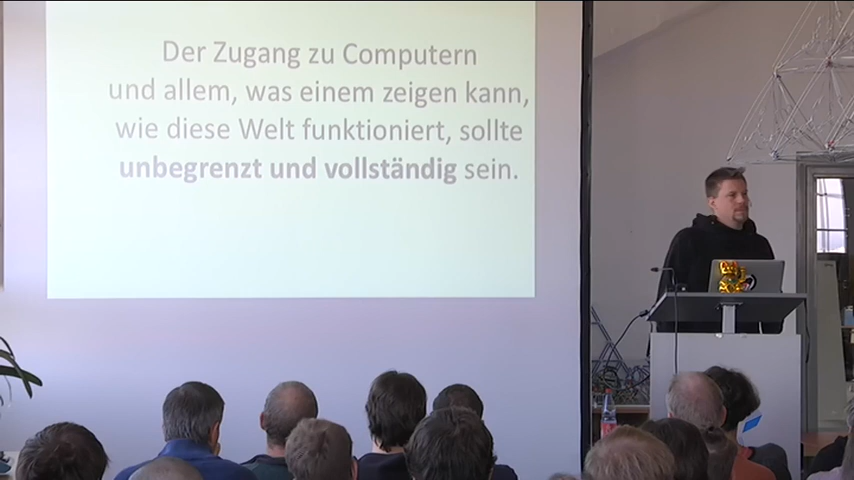 Der Zugang zu Computern
und allem, was einem zeigen kann,
wie diese Welt funktioniert, sollte
unbegrenzt und vollständig sein.